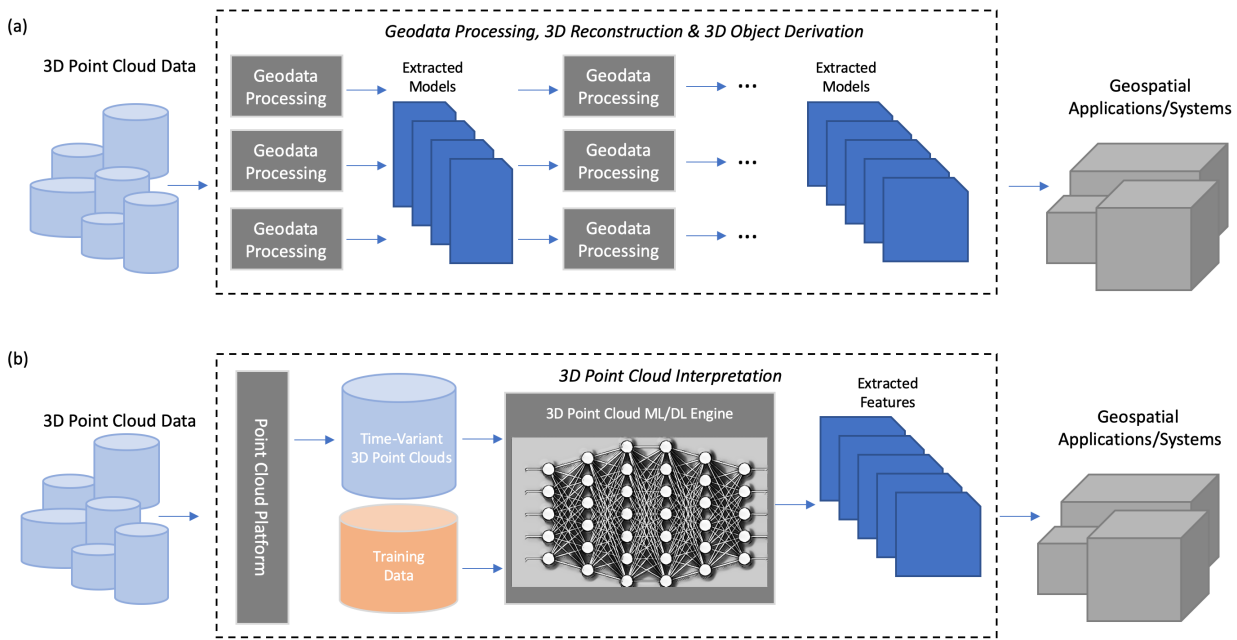 (a)
Geodata Processing, 3D Reconstruction & 3D Object Derivation
3D Point Cloud Data
Geodata
Processing
Extracted
Models
Geodata
Processing
...
Extracted
Models
Geospatial
Applications/Systems
Geodata
Processing
Geodata
Processing
...
Geodata
Processing
Geodata
Processing
...
(b)
3D Point Cloud Interpretation
3D Point Cloud Data
Point Cloud Platform
Time-Variant
3D Point Clouds
Training
Data
3D Point Cloud ML/DL Engine
Extracted
Features
Geospatial
Applications/Systems